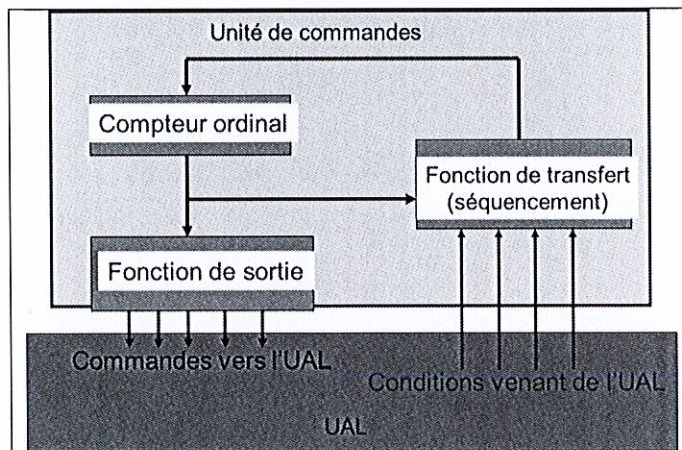 Unité de commandes
Compteur ordinal
Fonction de transfert
(séquencement)
Fonction de sortie
Commandes vers l'UAL
Conditions venant de l'UAL
UAL